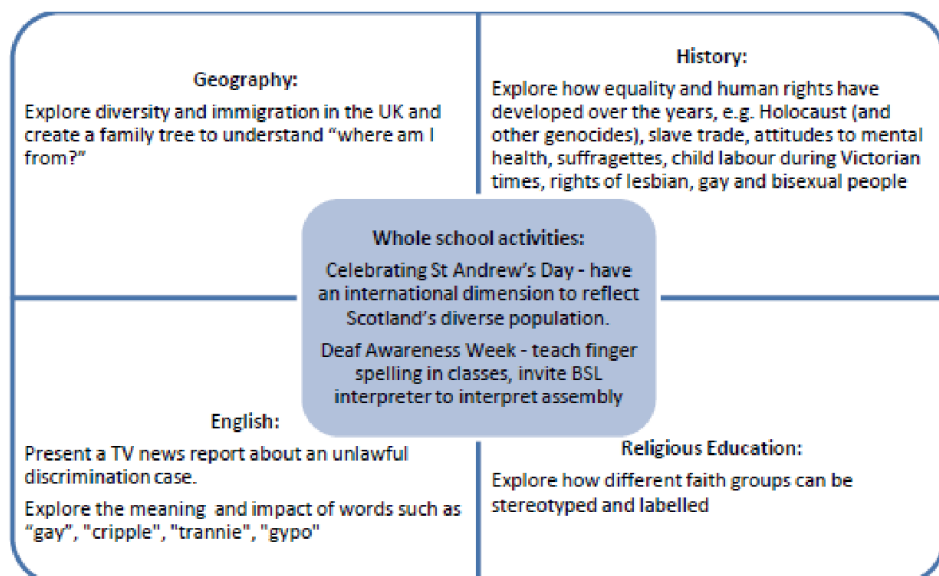 Geography:
Explore diversity and immigration in the UK and
create a family tree to understand “where am I
from?”
History:
Explore how equality and human rights have
developed over the years, e.g. Holocaust (and
other genocides), slave trade, attitudes to mental
health, suffragettes, child labour during Victorian
times, rights of lesbian, gay and bisexual people
Whole school activities:
Celebrating St Andrew’s Day - have
an international dimension to reflect
Scotland’s diverse population.
Deaf Awareness Week - teach finger
spelling in classes, invite BSL
interpreter to interpret assembly
English:
Present a TV news report about an unlawful
discrimination case.
Explore the meaning and impact of words such as
“gay”, "cripple", "trannie", "gypo"
Religious Education:
Explore how different faith groups can be
stereotyped and labelled